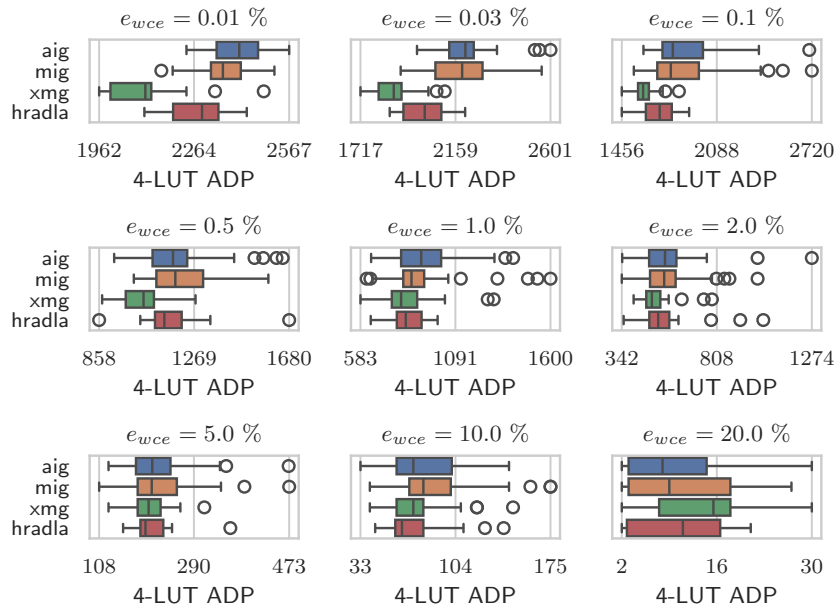 e_wce = 0.01 % e_wce = 0.03 % e_wce = 0.1 %
aig
mig
xmg
hradla
1962 2264 2567 1717 2159 2601 1456 2088 2720
4-LUT ADP 4-LUT ADP 4-LUT ADP
e_wce = 0.5 % e_wce = 1.0 % e_wce = 2.0 %
aig
mig
xmg
hradla
858 1269 1680 583 1091 1600 342 808 1274
4-LUT ADP 4-LUT ADP 4-LUT ADP
e_wce = 5.0 % e_wce = 10.0 % e_wce = 20.0 %
aig
mig
xmg
hradla
108 290 473 33 104 175 2 16 30
4-LUT ADP 4-LUT ADP 4-LUT ADP